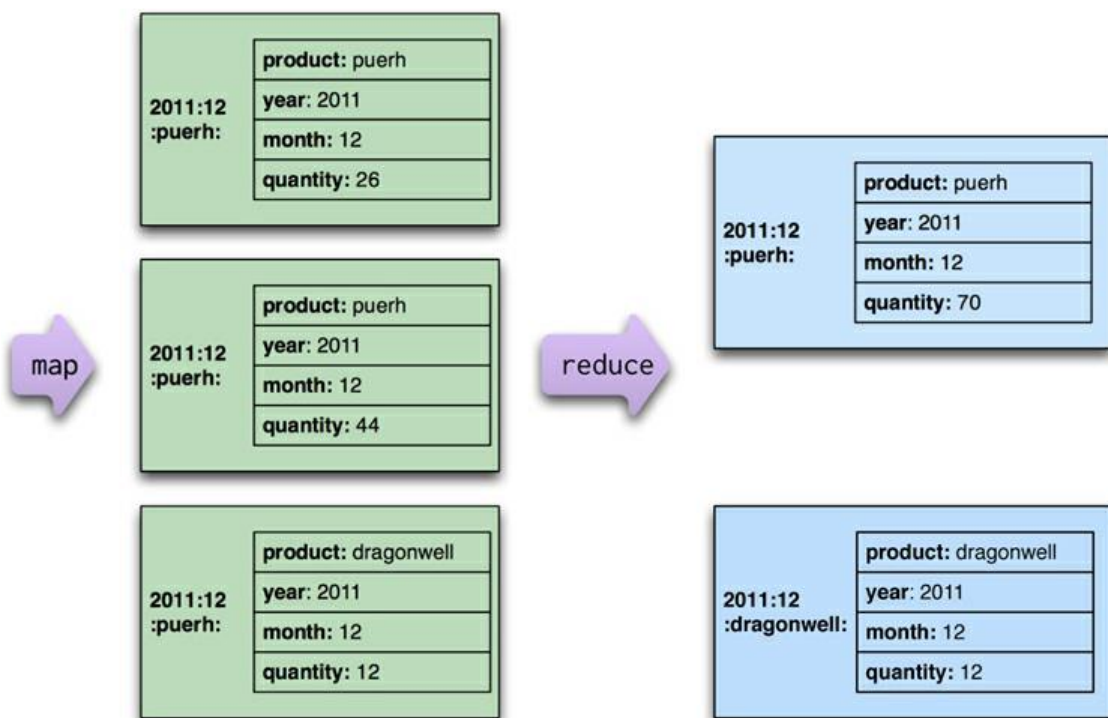 map
2011:12
:puerh:
product: puerh
year: 2011
month: 12
quantity: 26
2011:12
:puerh:
product: puerh
year: 2011
month: 12
quantity: 44
2011:12
:puerh:
product: dragonwell
year: 2011
month: 12
quantity: 12
reduce
2011:12
:puerh:
product: puerh
year: 2011
month: 12
quantity: 70
2011:12
:dragonwell:
product: dragonwell
year: 2011
month: 12
quantity: 12